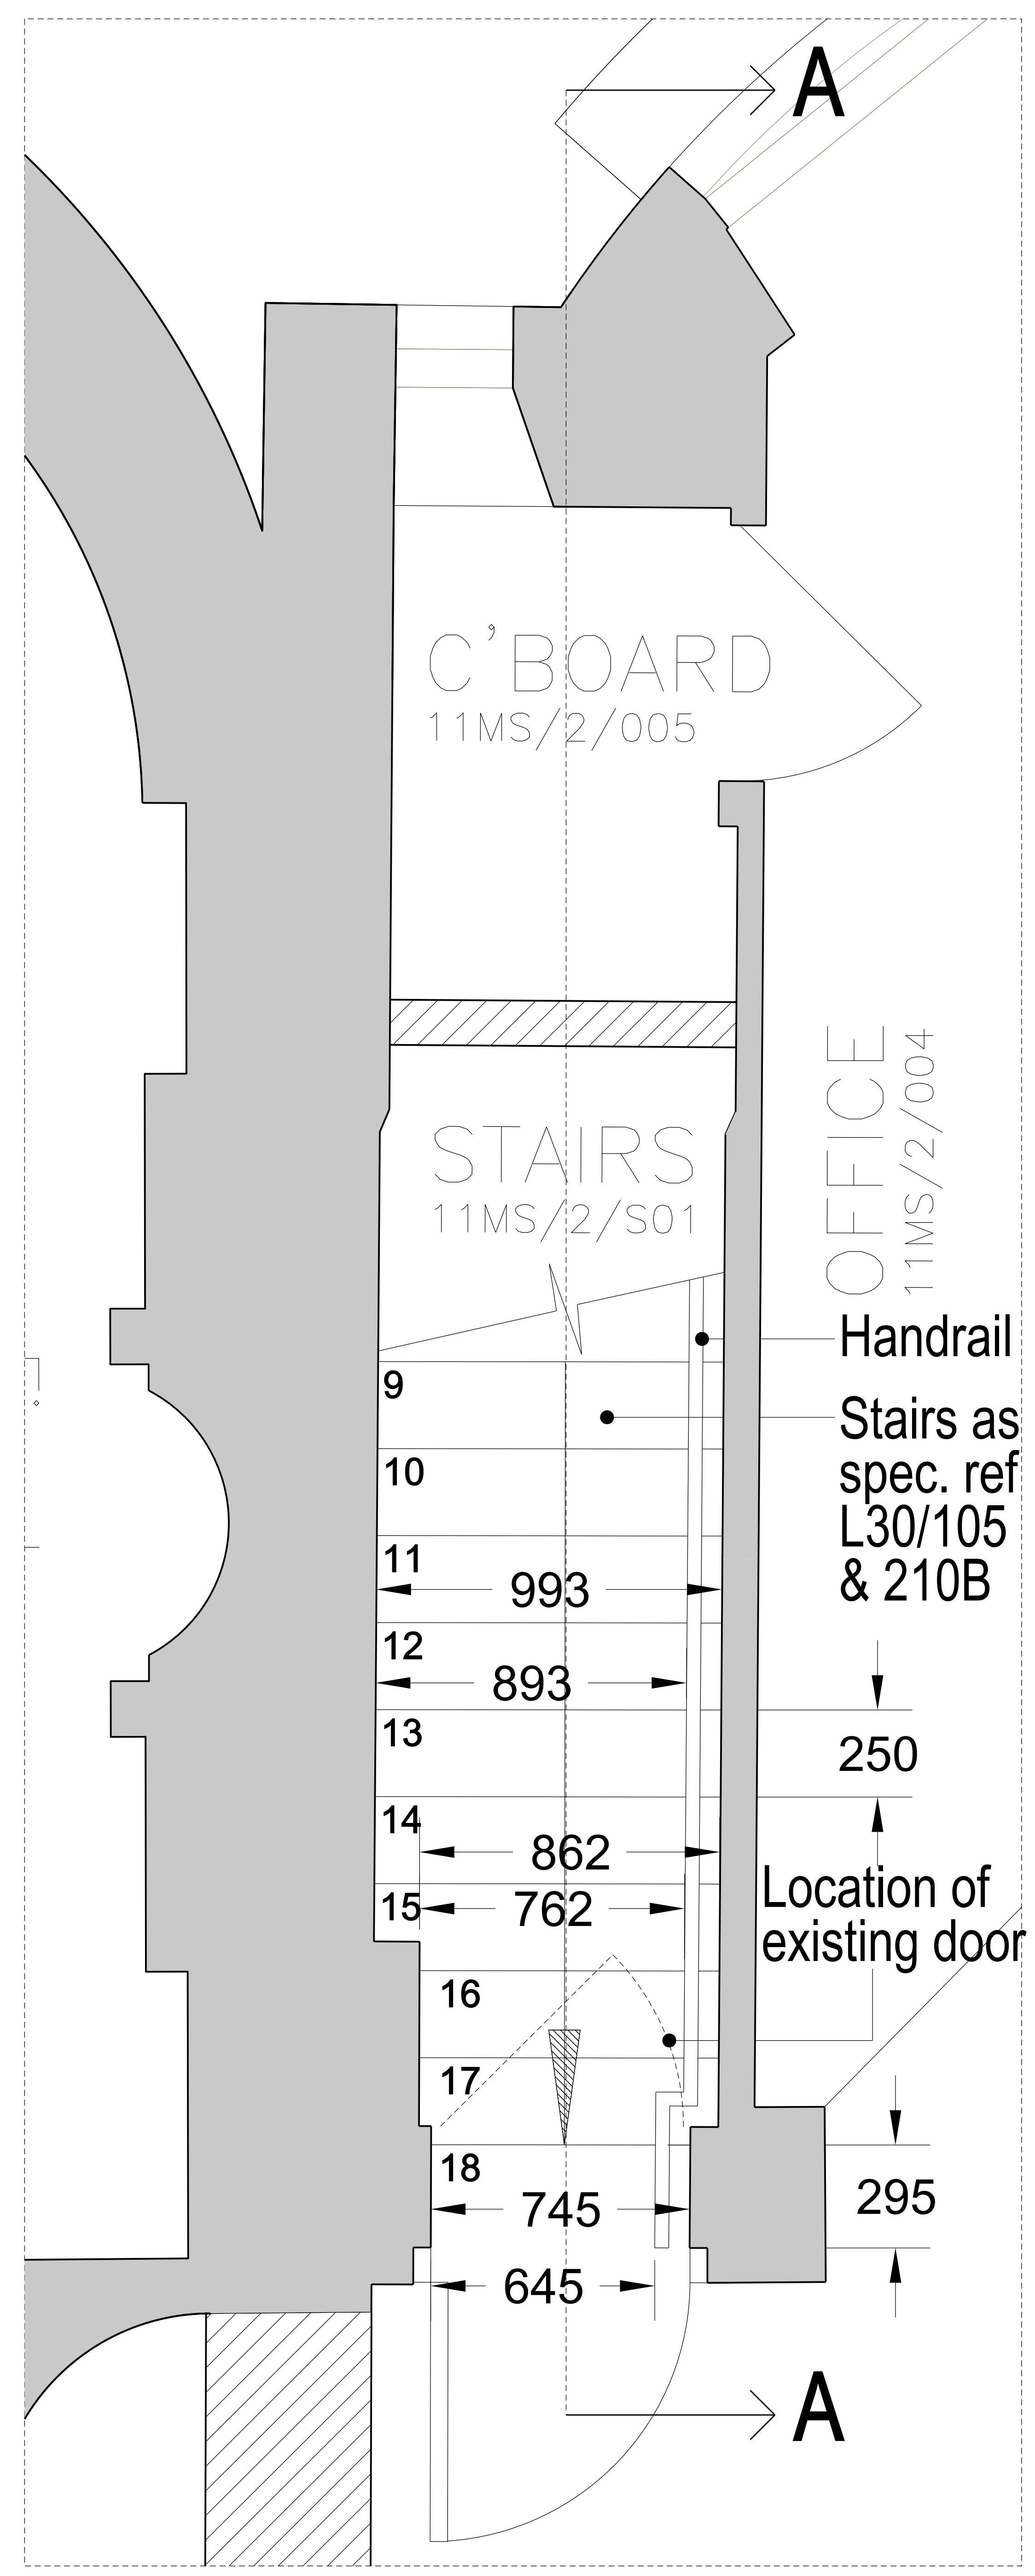 A
C'BOARD
11MS/2/005
OFFICE
11MS/2/004
STAIRS
11MS/2/S01
Handrail
9
Stairs as
spec. ref
L30/105
& 210B
10
11
993
12
893
13
250
14
862
15
762
Location of
existing door
16
17
18
745
295
645
A